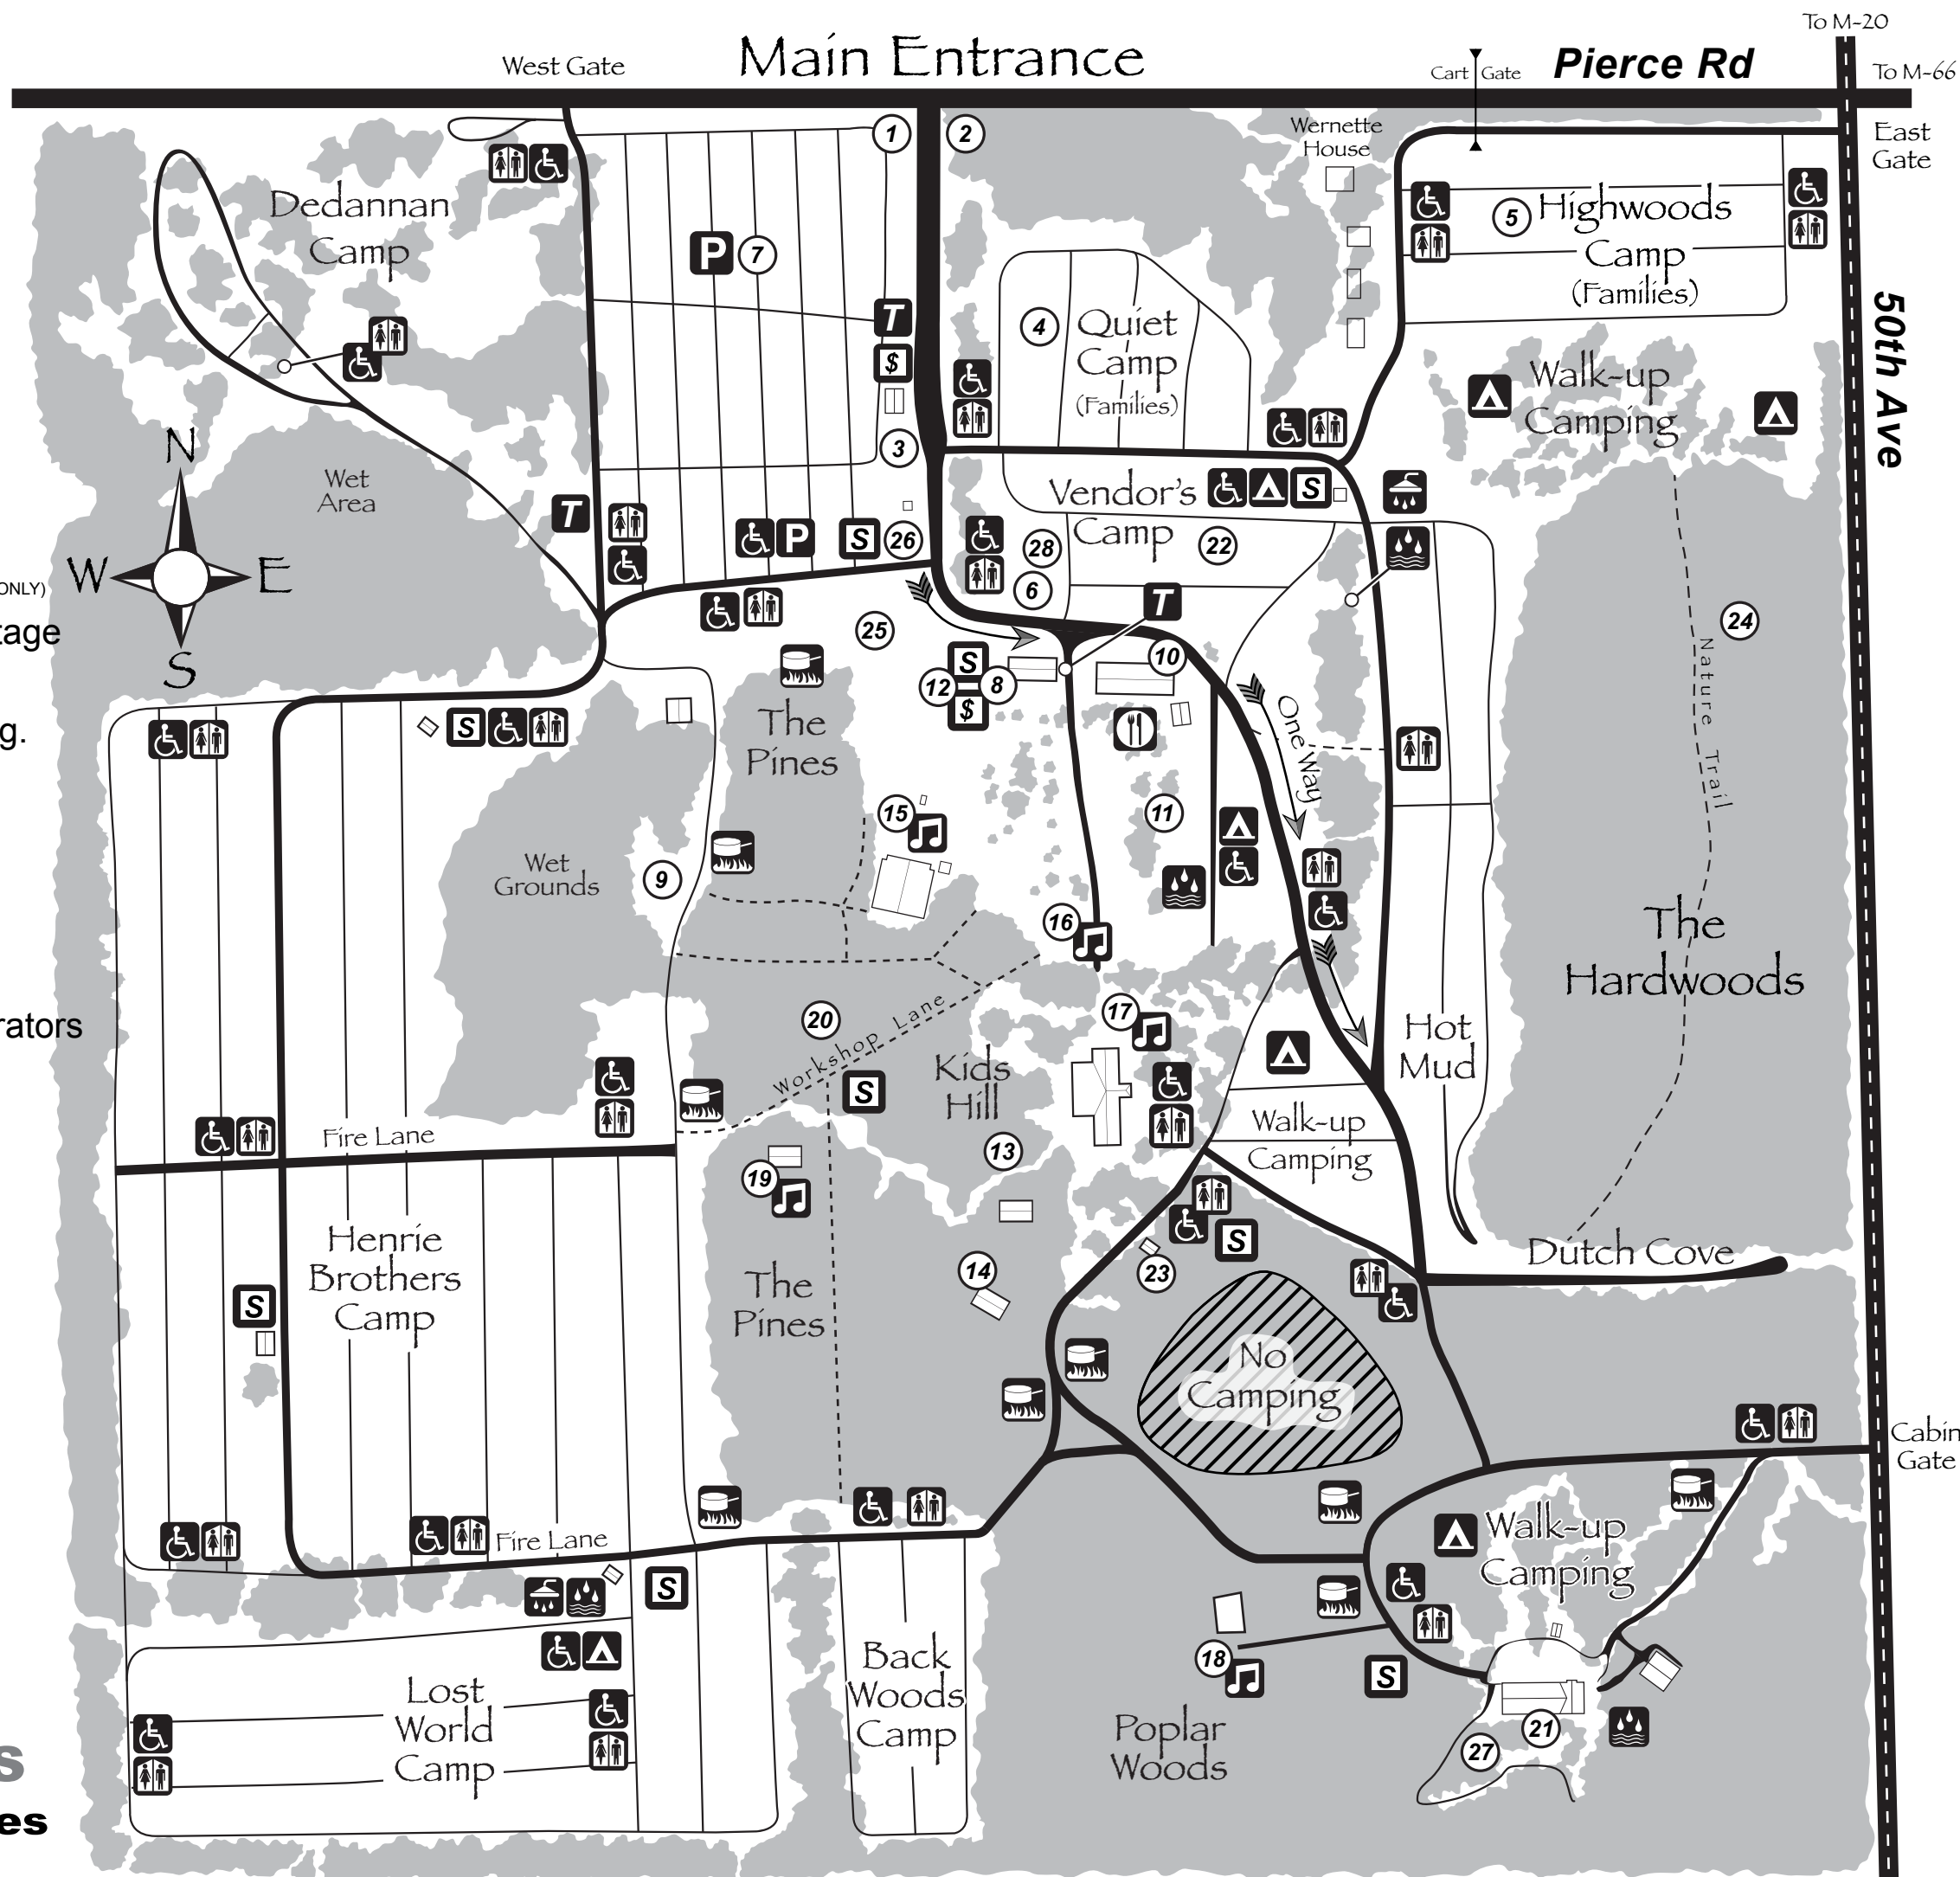 To M-20
West Gate
Main Entrance
Cart Gate
Pierce Rd
To M-66
1
2
Wernette
House
East
Gate
Dedannan
Camp
P
7
5
Highwoods
Camp
(Families)
T
$
4
Quiet
Camp
(Families)
50th Ave
Walk-up
Camping
3
N
Wet
Area
W
E
S
ONLY)
T
P
S
26
Vendor's
Camp
S
28
22
6
tage
25
T
24
Nature Trail
10
S
12
8
$
One Way
g.
S
The
Pines
15
11
Wet
Grounds
9
16
The
Hardwoods
17
rators
20
Workshop Lane
S
Kids
Hill
Hot
Mud
Walk-up
Camping
Fire Lane
13
19
Henrie
Brothers
Camp
S
23
14
Dutch Cove
S
The
Pines
No
Camping
Cabin
Gate
Fire Lane
Walk-up
Camping
S
Lost
World
Camp
Back
Woods
Camp
18
S
Poplar
Woods
21
27
s
es